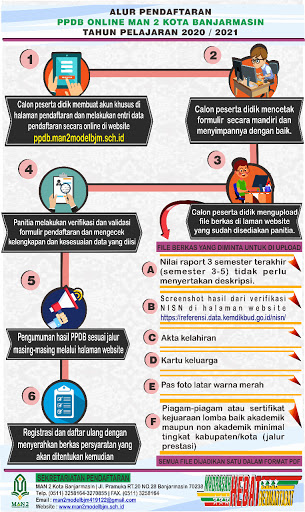 ALUR PENDAFTARAN
PPDB ONLINE MAN 2 KOTA BANJARMASIN
TAHUN PELAJARAN 2020 / 2021
1
Calon peserta didik membuat akun khusus di
halaman pendaftaran dan melakukan entri data
pendaftaran secara online di website
ppdb.man2modelbjm.sch.id
2
Calon peserta didik mencetak
formulir secara mandiri dan
menyimpannya dengan baik.
3
Calon peserta didik mengupload
file berkas di laman website
yang sudah disediakan panitia.
4
Panitia melakukan verifikasi dan validasi
formulir pendaftaran dan mengecek
kelengkapan dan kesesuaian data yang diisi
5
Pengumuman hasil PPDB sesuai jalur
masing-masing melalui halaman website
6
Registrasi dan daftar ulang dengan
menyerahkan berkas persyaratan yang
akan ditentukan kemudian
FILE BERKAS YANG DIMINTA UNTUK DI UPLOAD
A Nilai raport 3 semester terakhir
(semester 3-5) tidak perlu
menyertakan deskripsi.
B Screenshot hasil dari verifikasi
NISN di halaman website
https://referensi.data.kemdikbud.go.id/nisn/
C Akta kelahiran
D Kartu keluarga
E Pas foto latar warna merah
F Piagam-piagam atau sertifikat
kejuaraan lomba baik akademik
maupun non akademik minimal
tingkat kabupaten/kota (jalur
prestasi)
SEMUA FILE DIJADIKAN SATU DALAM FORMAT PDF
MAN2
SEKRETARIATAN PENDAFTARAN
MAN 2 Kota Banjarmasin | Jl. Pramuka RT.20 NO.28 Banjarmasin 70238
Telp. (0511) 3258164-3270855 | FAX. (0511) 3258164
Email : man2modelbjm419122@gmail.com
Website : www.man2modelbjm.sch.id
MADRASAH
HEBAT
BERMARTABAT